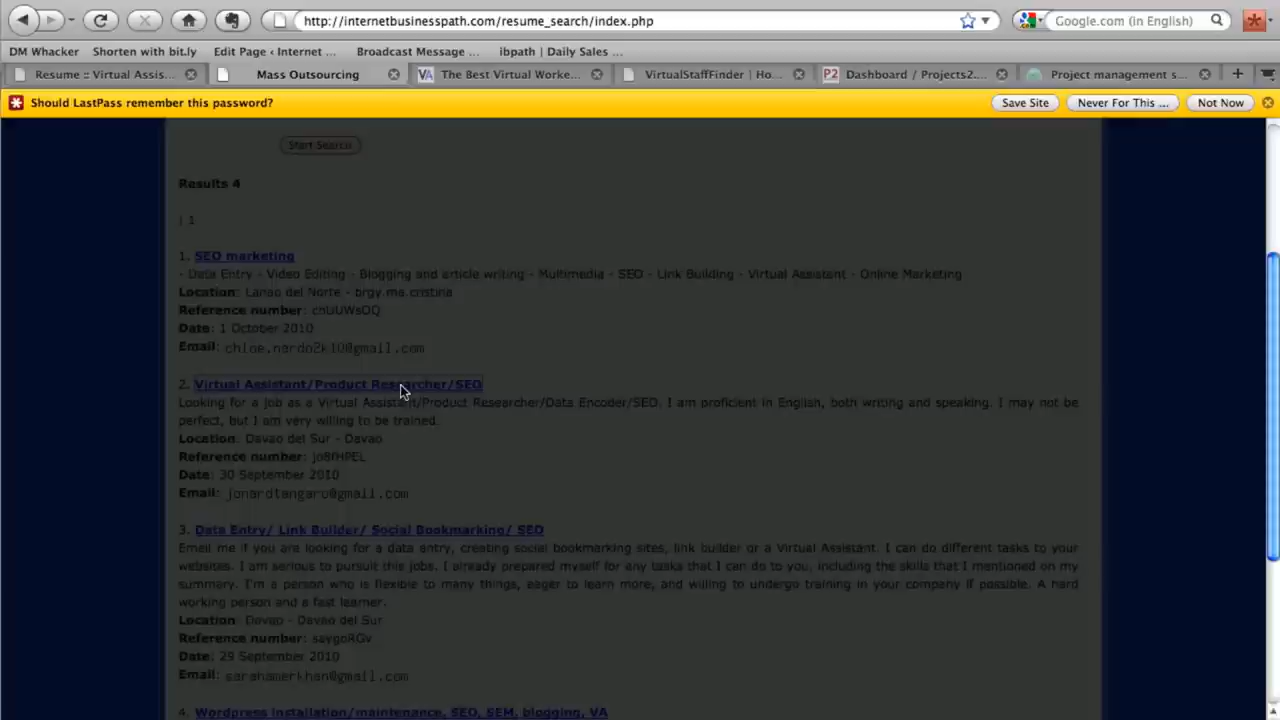 http://internetbusinesspath.com/resume_search/index.php
Google.com (in English)
DM Whacker
Shorten with bit.ly
Edit Page ‹ Internet ...
Broadcast Message ...
ibpath | Daily Sales ...
Resume :: Virtual Assis...
Mass Outsourcing
VA The Best Virtual Worke...
VirtualStaffFinder | Ho...
P2 Dashboard / Projects2....
Project management s...
Should LastPass remember this password?
Save Site
Never For This ...
Not Now
Start Search
Results 4
| 1
1. SEO marketing
- Data Entry - Video Editing - Blogging and article writing - Multimedia - SEO - Link Building - Virtual Assistant - Online Marketing
Location: Lanao del Norte - brgy.ma.cristina
Reference number: chUUWsOQ
Date: 1 October 2010
Email: chloe.nardo2k10@gmail.com
2. Virtual Assistant/Product Researcher/SEO
Looking for a job as a Virtual Assistant/Product Researcher/Data Encoder/SEO. I am proficient in English, both writing and speaking. I may not be
perfect, but I am very willing to be trained.
Location: Davao del Sur - Davao
Reference number:
Date: 30 September 2010
Email: jonardtangaro@gmail.com
3. Data Entry/ Link Builder/ Social Bookmarking/ SEO
Email me if you are looking for a data entry, creating social bookmarking sites, link builder or a Virtual Assistant. I can do different tasks to your
websites. I am serious to pursuit this jobs. I already prepared myself for any tasks that I can do to you, including the skills that I mentioned on my
summary. I'm a person who is flexible to many things, eager to learn more, and willing to undergo training in your company if possible. A hard
working person and a fast learner.
Location: Davao - Davao del Sur
Reference number: saygoRGv
Date: 29 September 2010
Email: sarahamerkhan@gmail.com
4. Wordpress Installation/maintenance, SEO, SEM, blogging, VA